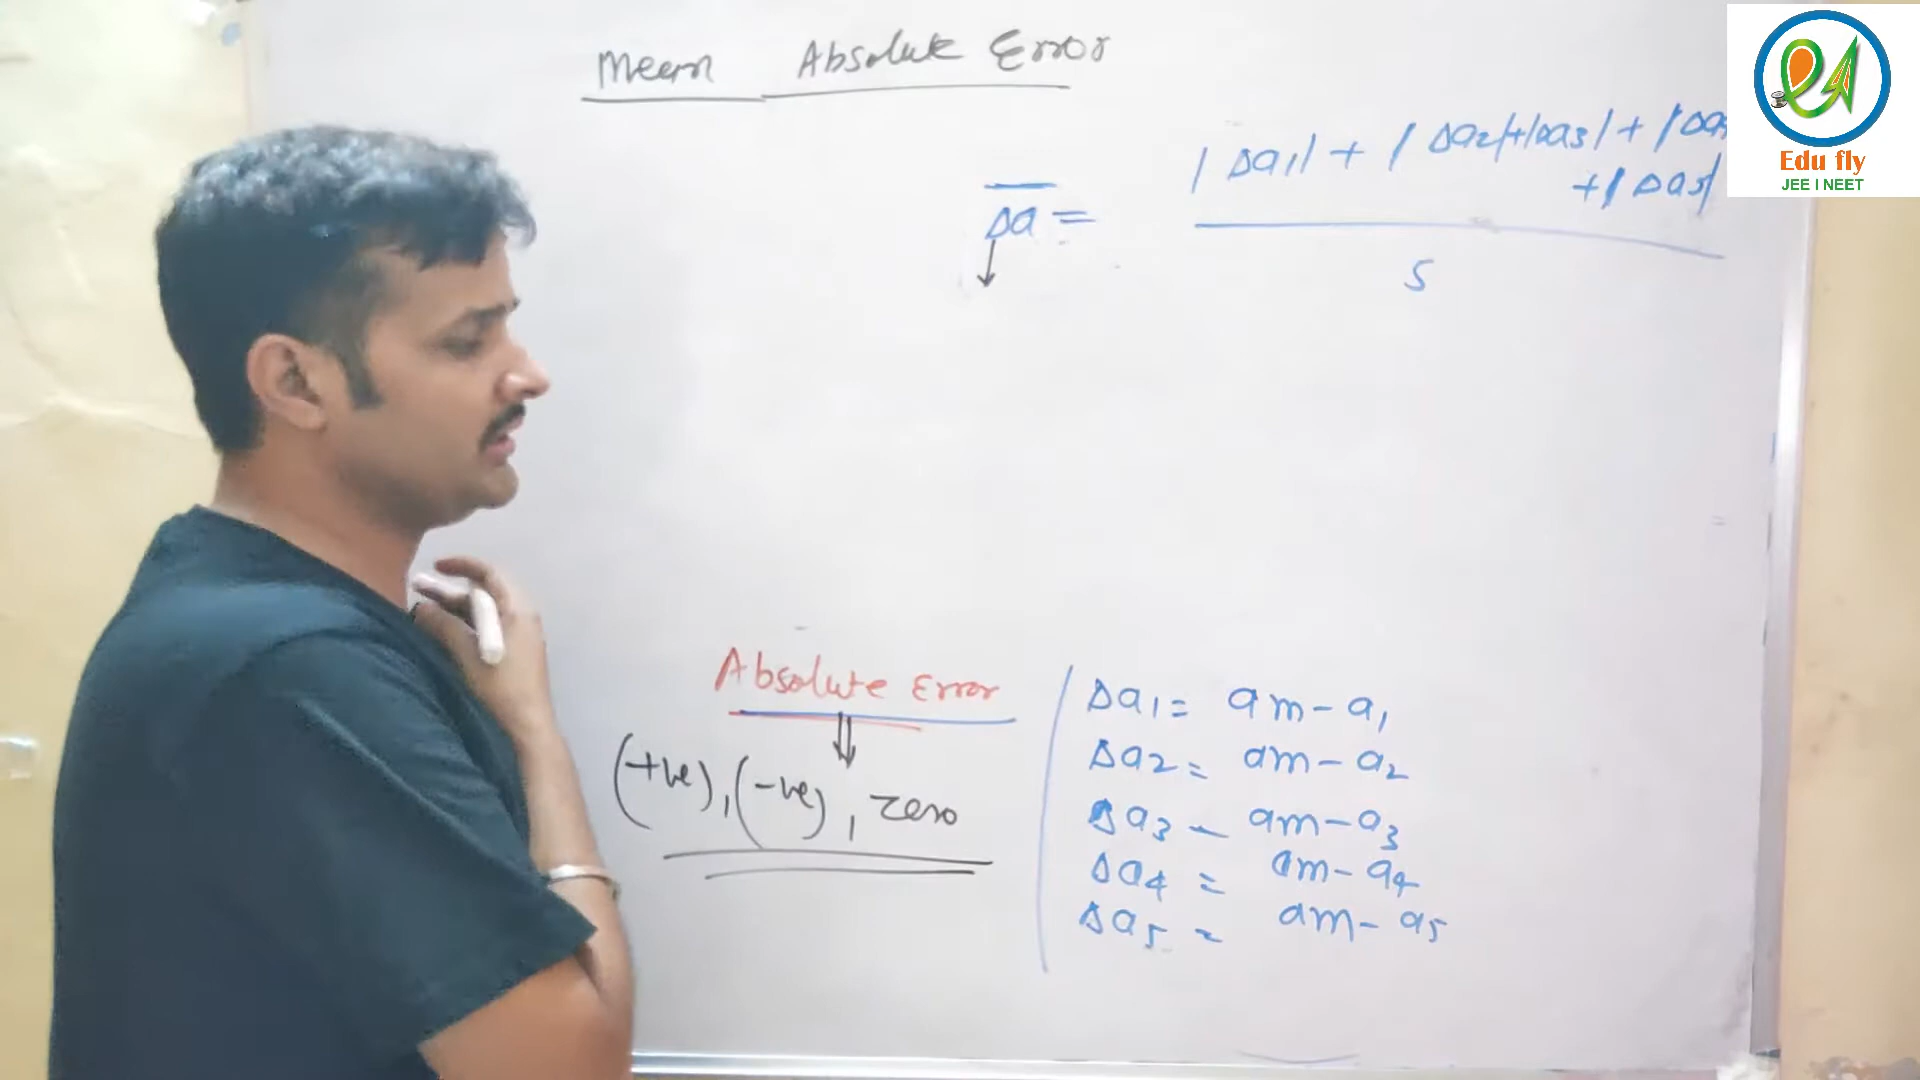 Mean Absolute Error
|Δa1| + |Δa2|+|Δa3| + |Δa
+|Δa5|
Δa =
5
Absolute Error
(+ve), (-ve), zero
Δa1 = am - a1
Δa2 = am - a2
Δa3 = am - a3
Δa4 = am - a4
Δa5 = am - a5
Edu fly
JEE I NEET